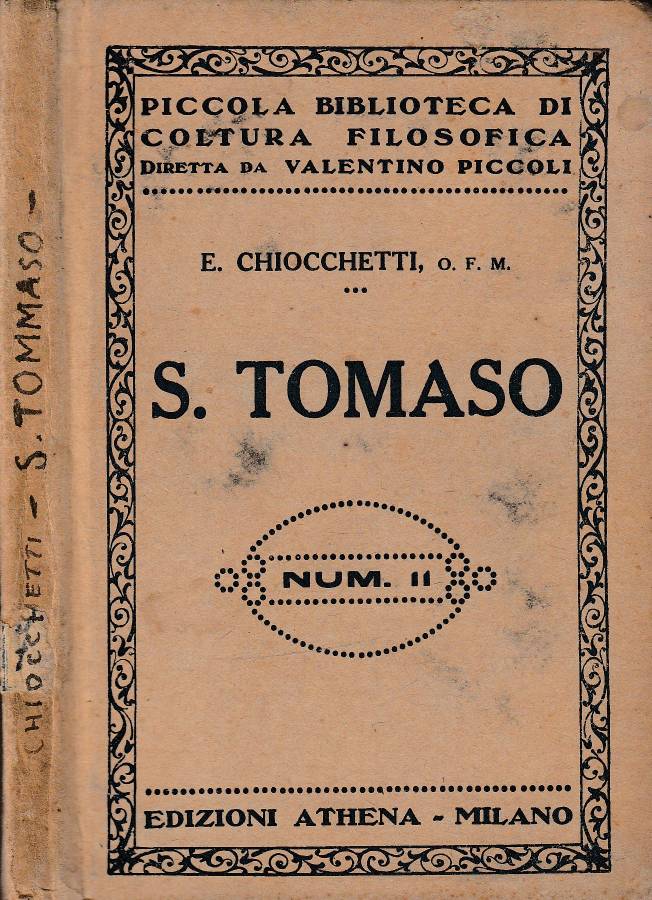 CHIOCCHETTI - S. TOMMASO -
PICCOLA BIBLIOTECA DI
COLTURA FILOSOFICA
DIRETTA DA VALENTINO PICCOLI
E. CHIOCCHETTI, O. F. M.
S. TOMASO
NUM. 11
EDIZIONI ATHENA - MILANO